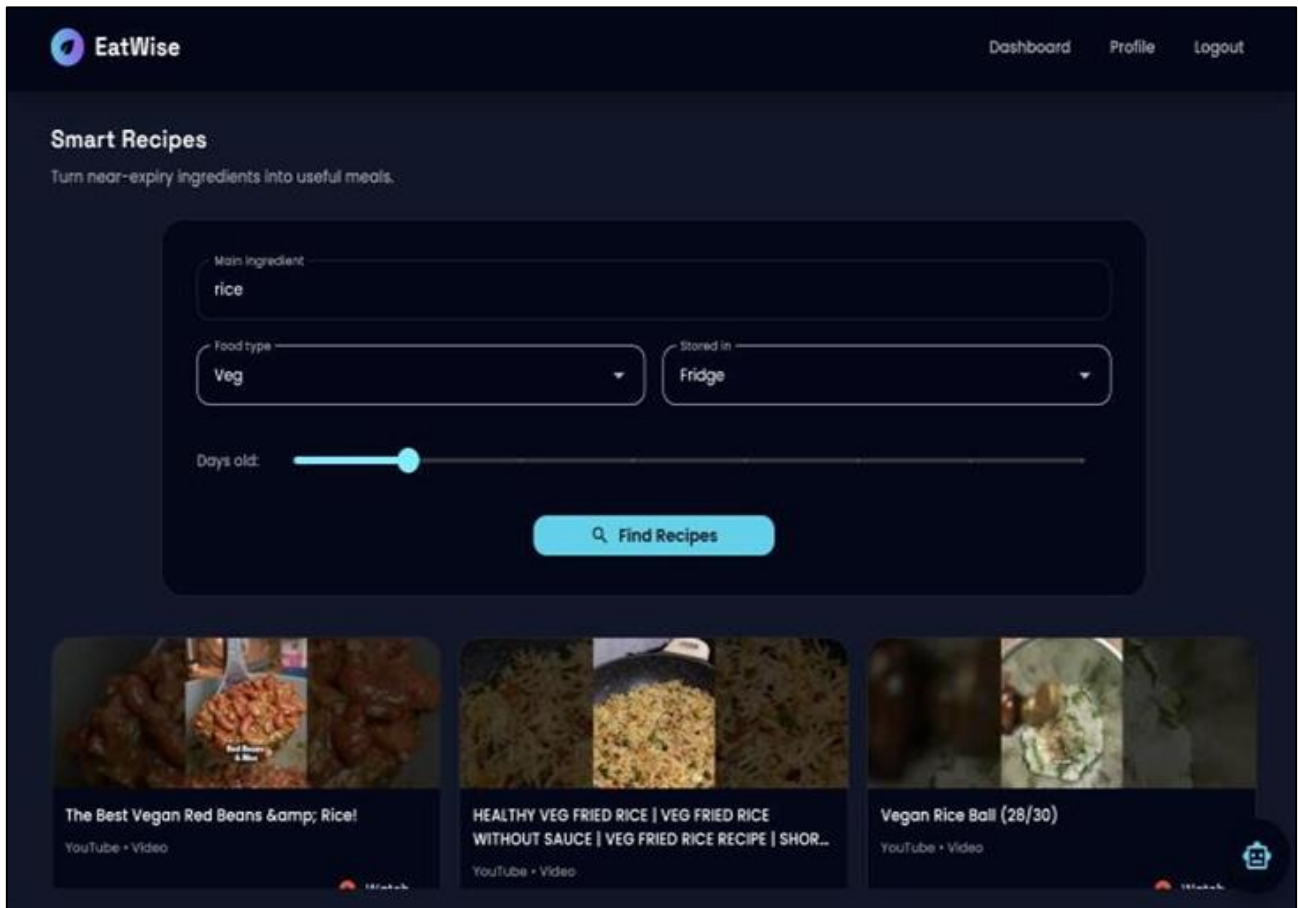 EatWise
Dashboard Profile Logout
Smart Recipes
Turn near-expiry ingredients into useful meals.
Main ingredient
rice
Food type
Veg
Stored in
Fridge
Days old:
Find Recipes
Red Beans
& Rice
The Best Vegan Red Beans &amp; Rice!
YouTube • Video
Watch
HEALTHY VEG FRIED RICE | VEG FRIED RICE
WITHOUT SAUCE | VEG FRIED RICE RECIPE | SHOR...
YouTube • Video
Vegan Rice Ball (28/30)
YouTube • Video
Watch